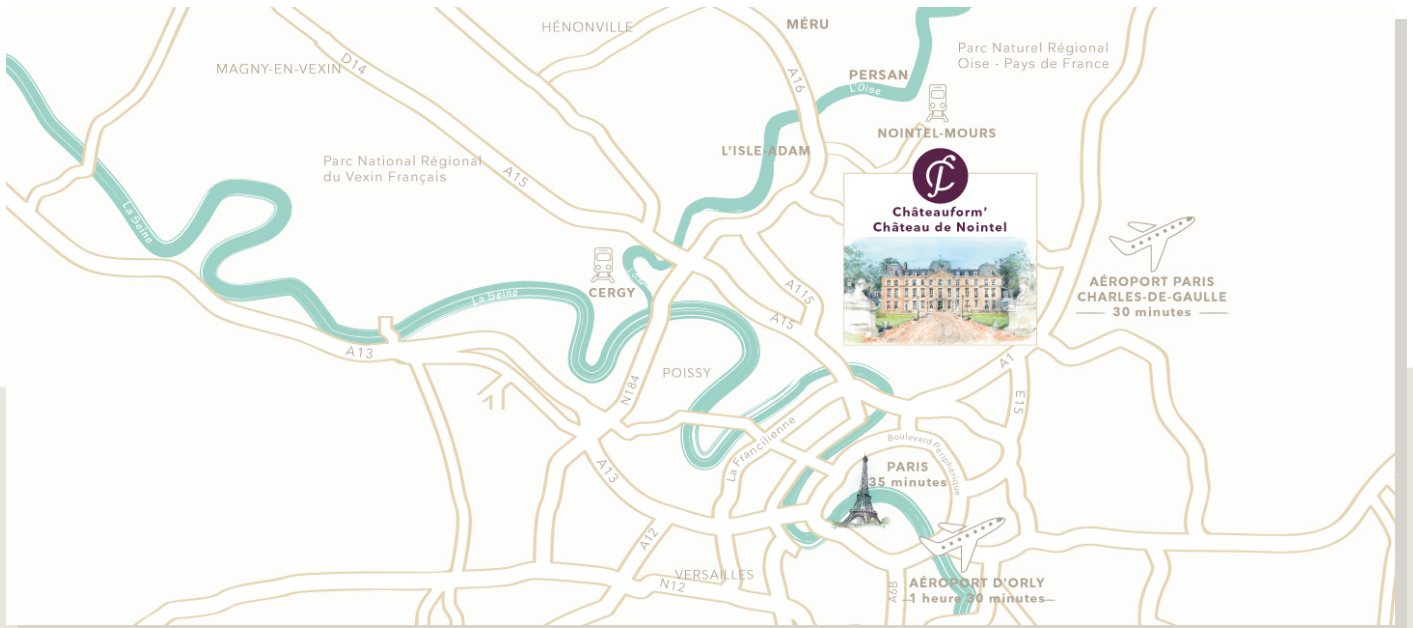 HÉNONVILLE
MÉRU
MAGNY-EN-VEXIN
D14
A16
PERSAN
L'Oise
Parc Naturel Régional
Oise - Pays de France
NOINTEL-MOURS
L'ISLE-ADAM
Parc National Régional
du Vexin Français
A15
La Seine
Châteauform'
Château de Nointel
CERGY
La Seine
A115
A15
AÉROPORT PARIS
CHARLES-DE-GAULLE
30 minutes
A13
POISSY
N184
A1
E15
La Francilienne
Boulevard Périphérique
PARIS
35 minutes
A13
A12
VERSAILLES
N12
A6B
AÉROPORT D'ORLY
1 heure 30 minutes